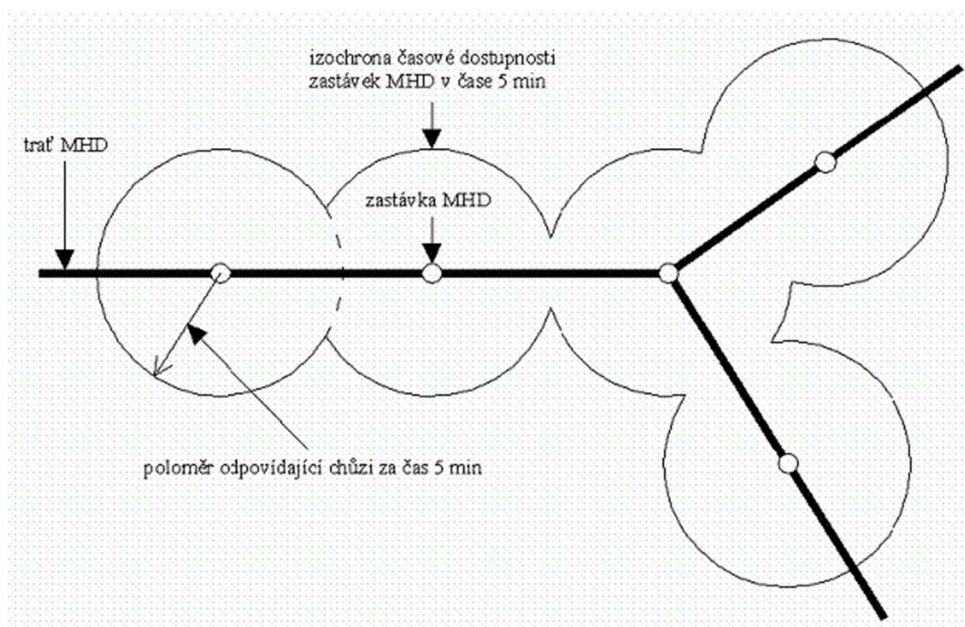 izochrona časové dostupnosti
zastávek MHD v čase 5 min
trať MHD
zastávka MHD
poloměr odpovídající chůzi za čas 5 min